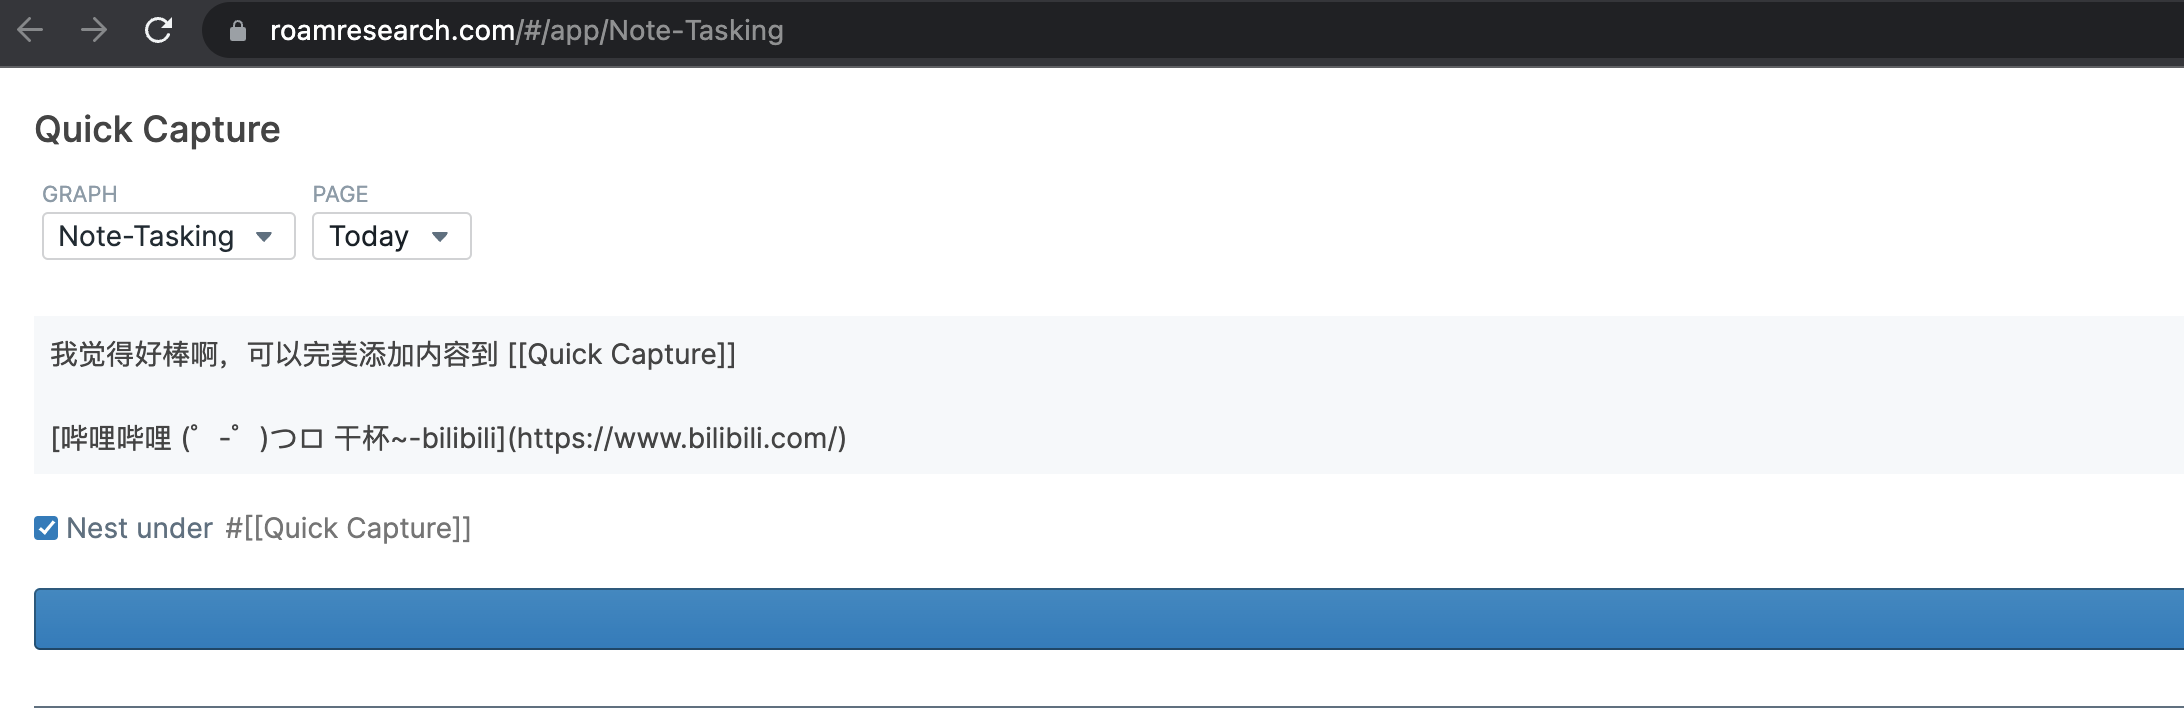 roamresearch.com/#/app/Note-Tasking
Quick Capture
GRAPH PAGE
Note-Tasking Today
我觉得好棒啊，可以完美添加内容到 [[Quick Capture]]
[哔哩哔哩 (゜-゜)つロ 干杯~-bilibili](https://www.bilibili.com/)
Nest under #[[Quick Capture]]